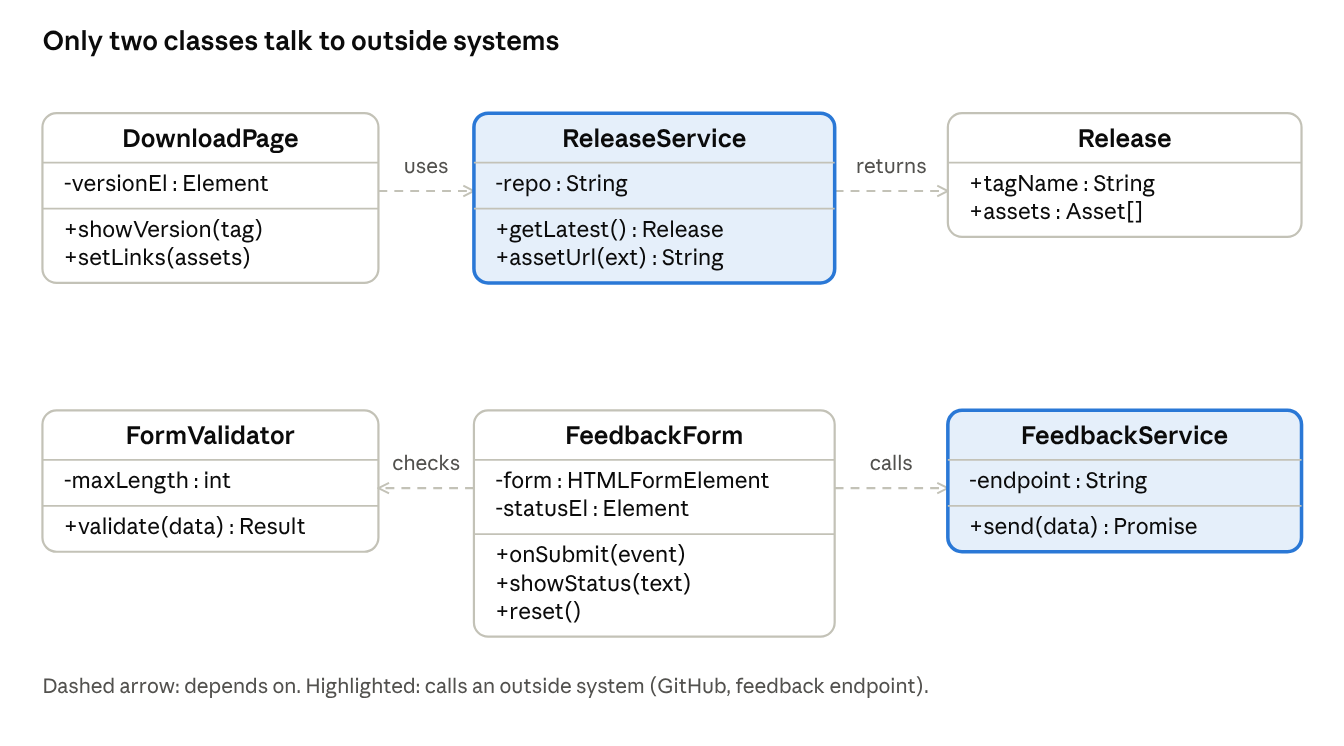 Only two classes talk to outside systems
DownloadPage
-versionEl : Element
+showVersion(tag)
+setLinks(assets)
uses
ReleaseService
-repo : String
+getLatest() : Release
+assetUrl(ext) : String
returns
Release
+tagName : String
+assets : Asset[]
FormValidator
-maxLength : int
+validate(data) : Result
checks
FeedbackForm
-form : HTMLFormElement
-statusEl : Element
+onSubmit(event)
+showStatus(text)
+reset()
calls
FeedbackService
-endpoint : String
+send(data) : Promise
Dashed arrow: depends on. Highlighted: calls an outside system (GitHub, feedback endpoint).